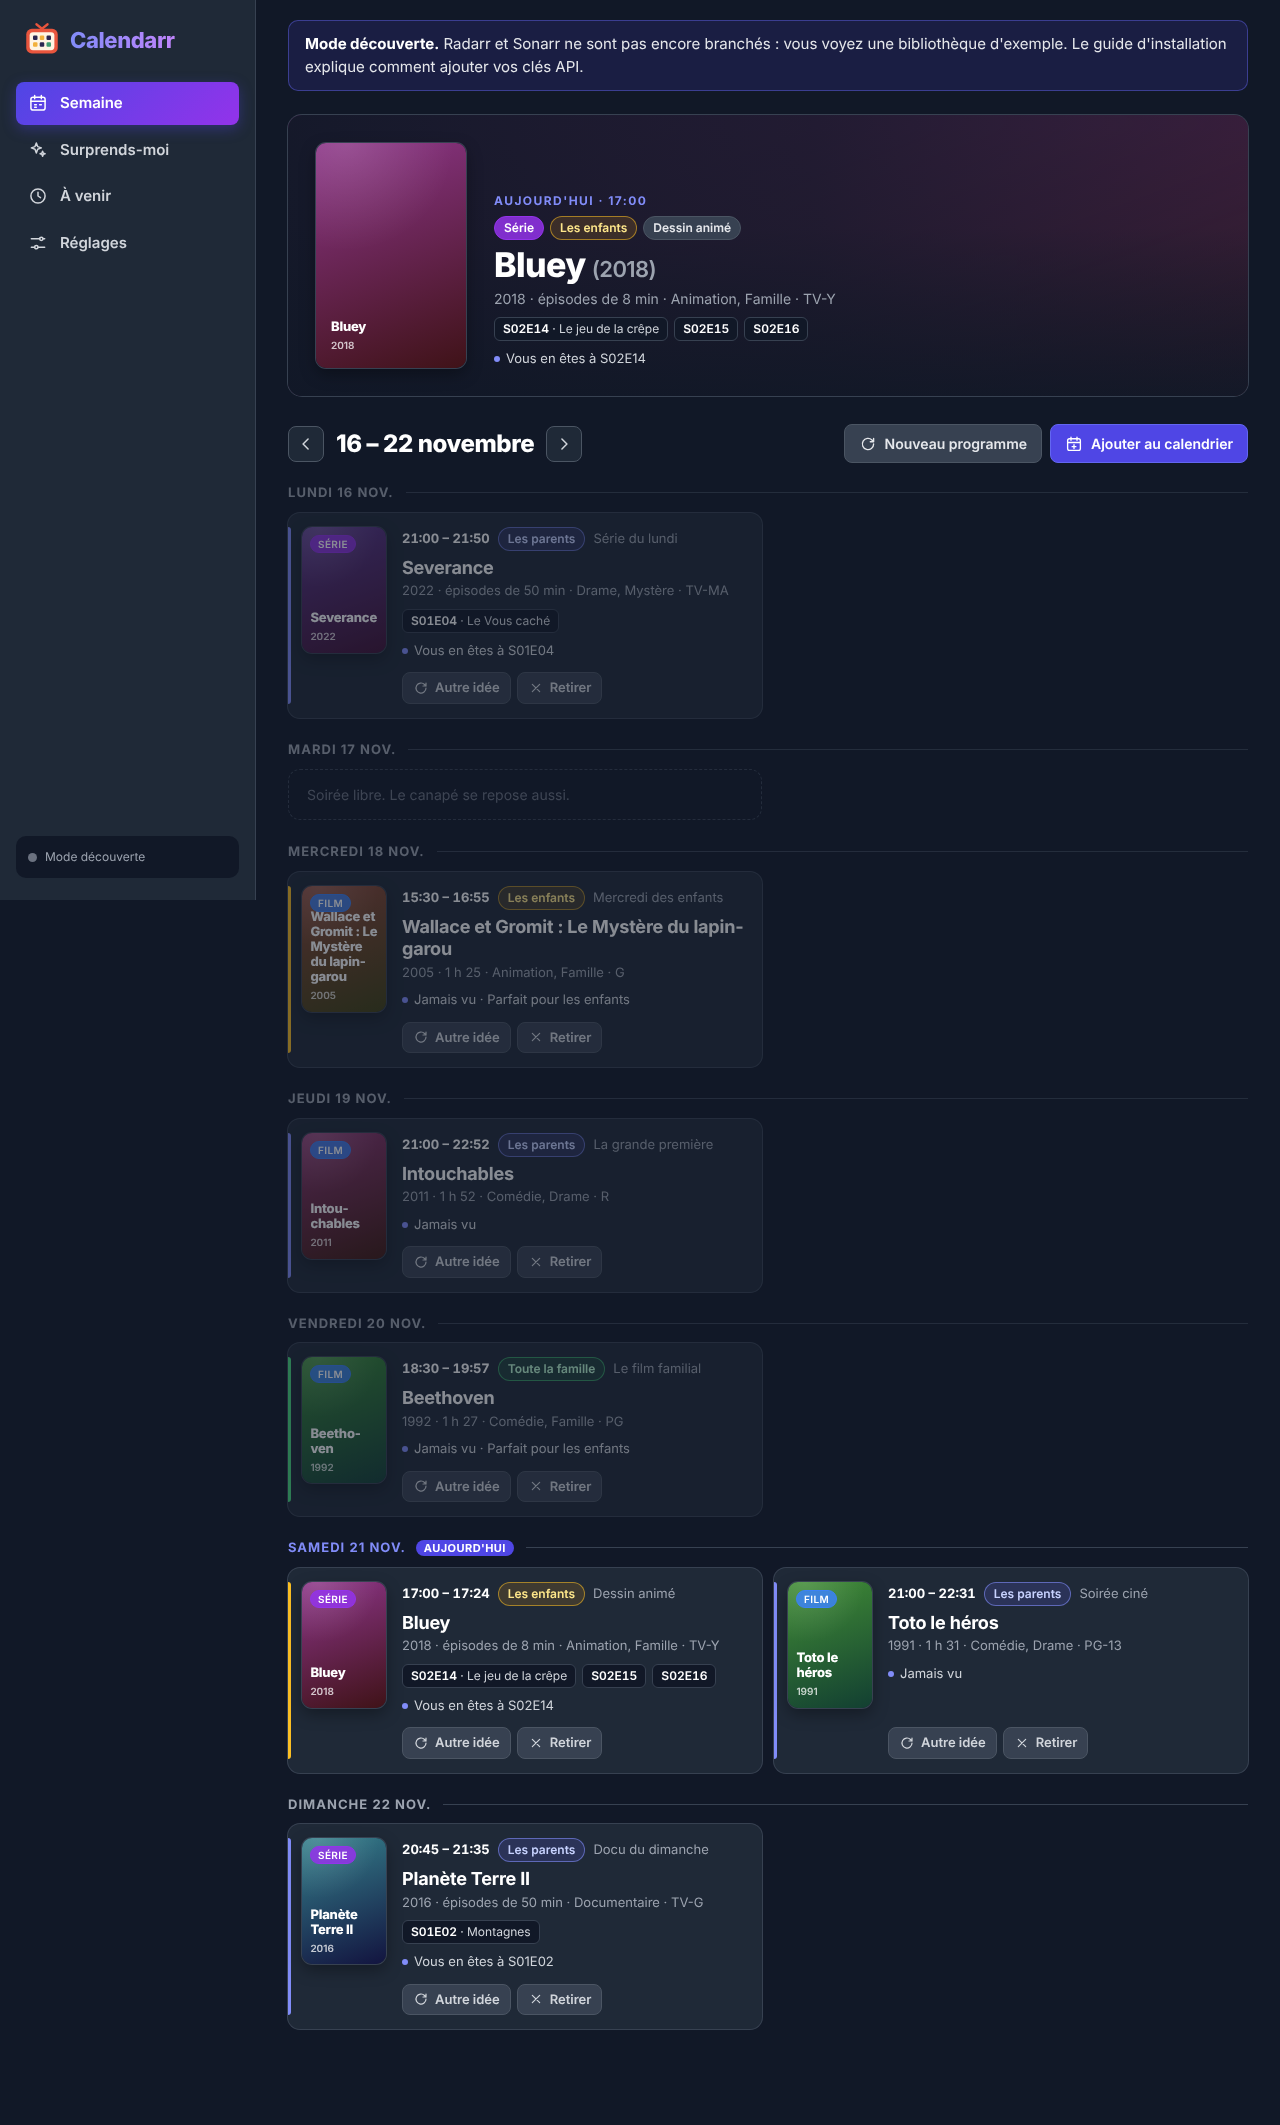 Calendarr
Semaine
Surprends-moi
À venir
Réglages
Mode découverte
Mode découverte. Radarr et Sonarr ne sont pas encore branchés : vous voyez une bibliothèque d'exemple. Le guide d'installation
explique comment ajouter vos clés API.
Bluey
2018
AUJOURD'HUI · 17:00
Série Les enfants Dessin animé
Bluey (2018)
2018 · épisodes de 8 min · Animation, Famille · TV-Y
S02E14 · Le jeu de la crêpe S02E15 S02E16
Vous en êtes à S02E14
16 – 22 novembre
Nouveau programme
Ajouter au calendrier
LUNDI 16 NOV.
SÉRIE
Severance
2022
21:00 – 21:50 Les parents Série du lundi
Severance
2022 · épisodes de 50 min · Drame, Mystère · TV-MA
S01E04 · Le Vous caché
Vous en êtes à S01E04
Autre idée Retirer
MARDI 17 NOV.
Soirée libre. Le canapé se repose aussi.
MERCREDI 18 NOV.
FILM
Wallace et
Gromit : Le
Mystère
du lapin-
garou
2005
15:30 – 16:55 Les enfants Mercredi des enfants
Wallace et Gromit : Le Mystère du lapin-
garou
2005 · 1 h 25 · Animation, Famille · G
Jamais vu · Parfait pour les enfants
Autre idée Retirer
JEUDI 19 NOV.
FILM
Intou-
chables
2011
21:00 – 22:52 Les parents La grande première
Intouchables
2011 · 1 h 52 · Comédie, Drame · R
Jamais vu
Autre idée Retirer
VENDREDI 20 NOV.
FILM
Beetho-
ven
1992
18:30 – 19:57 Toute la famille Le film familial
Beethoven
1992 · 1 h 27 · Comédie, Famille · PG
Jamais vu · Parfait pour les enfants
Autre idée Retirer
SAMEDI 21 NOV. AUJOURD'HUI
SÉRIE
Bluey
2018
17:00 – 17:24 Les enfants Dessin animé
Bluey
2018 · épisodes de 8 min · Animation, Famille · TV-Y
S02E14 · Le jeu de la crêpe S02E15 S02E16
Vous en êtes à S02E14
Autre idée Retirer
FILM
Toto le
héros
1991
21:00 – 22:31 Les parents Soirée ciné
Toto le héros
1991 · 1 h 31 · Comédie, Drame · PG-13
Jamais vu
Autre idée Retirer
DIMANCHE 22 NOV.
SÉRIE
Planète
Terre II
2016
20:45 – 21:35 Les parents Docu du dimanche
Planète Terre II
2016 · épisodes de 50 min · Documentaire · TV-G
S01E02 · Montagnes
Vous en êtes à S01E02
Autre idée Retirer